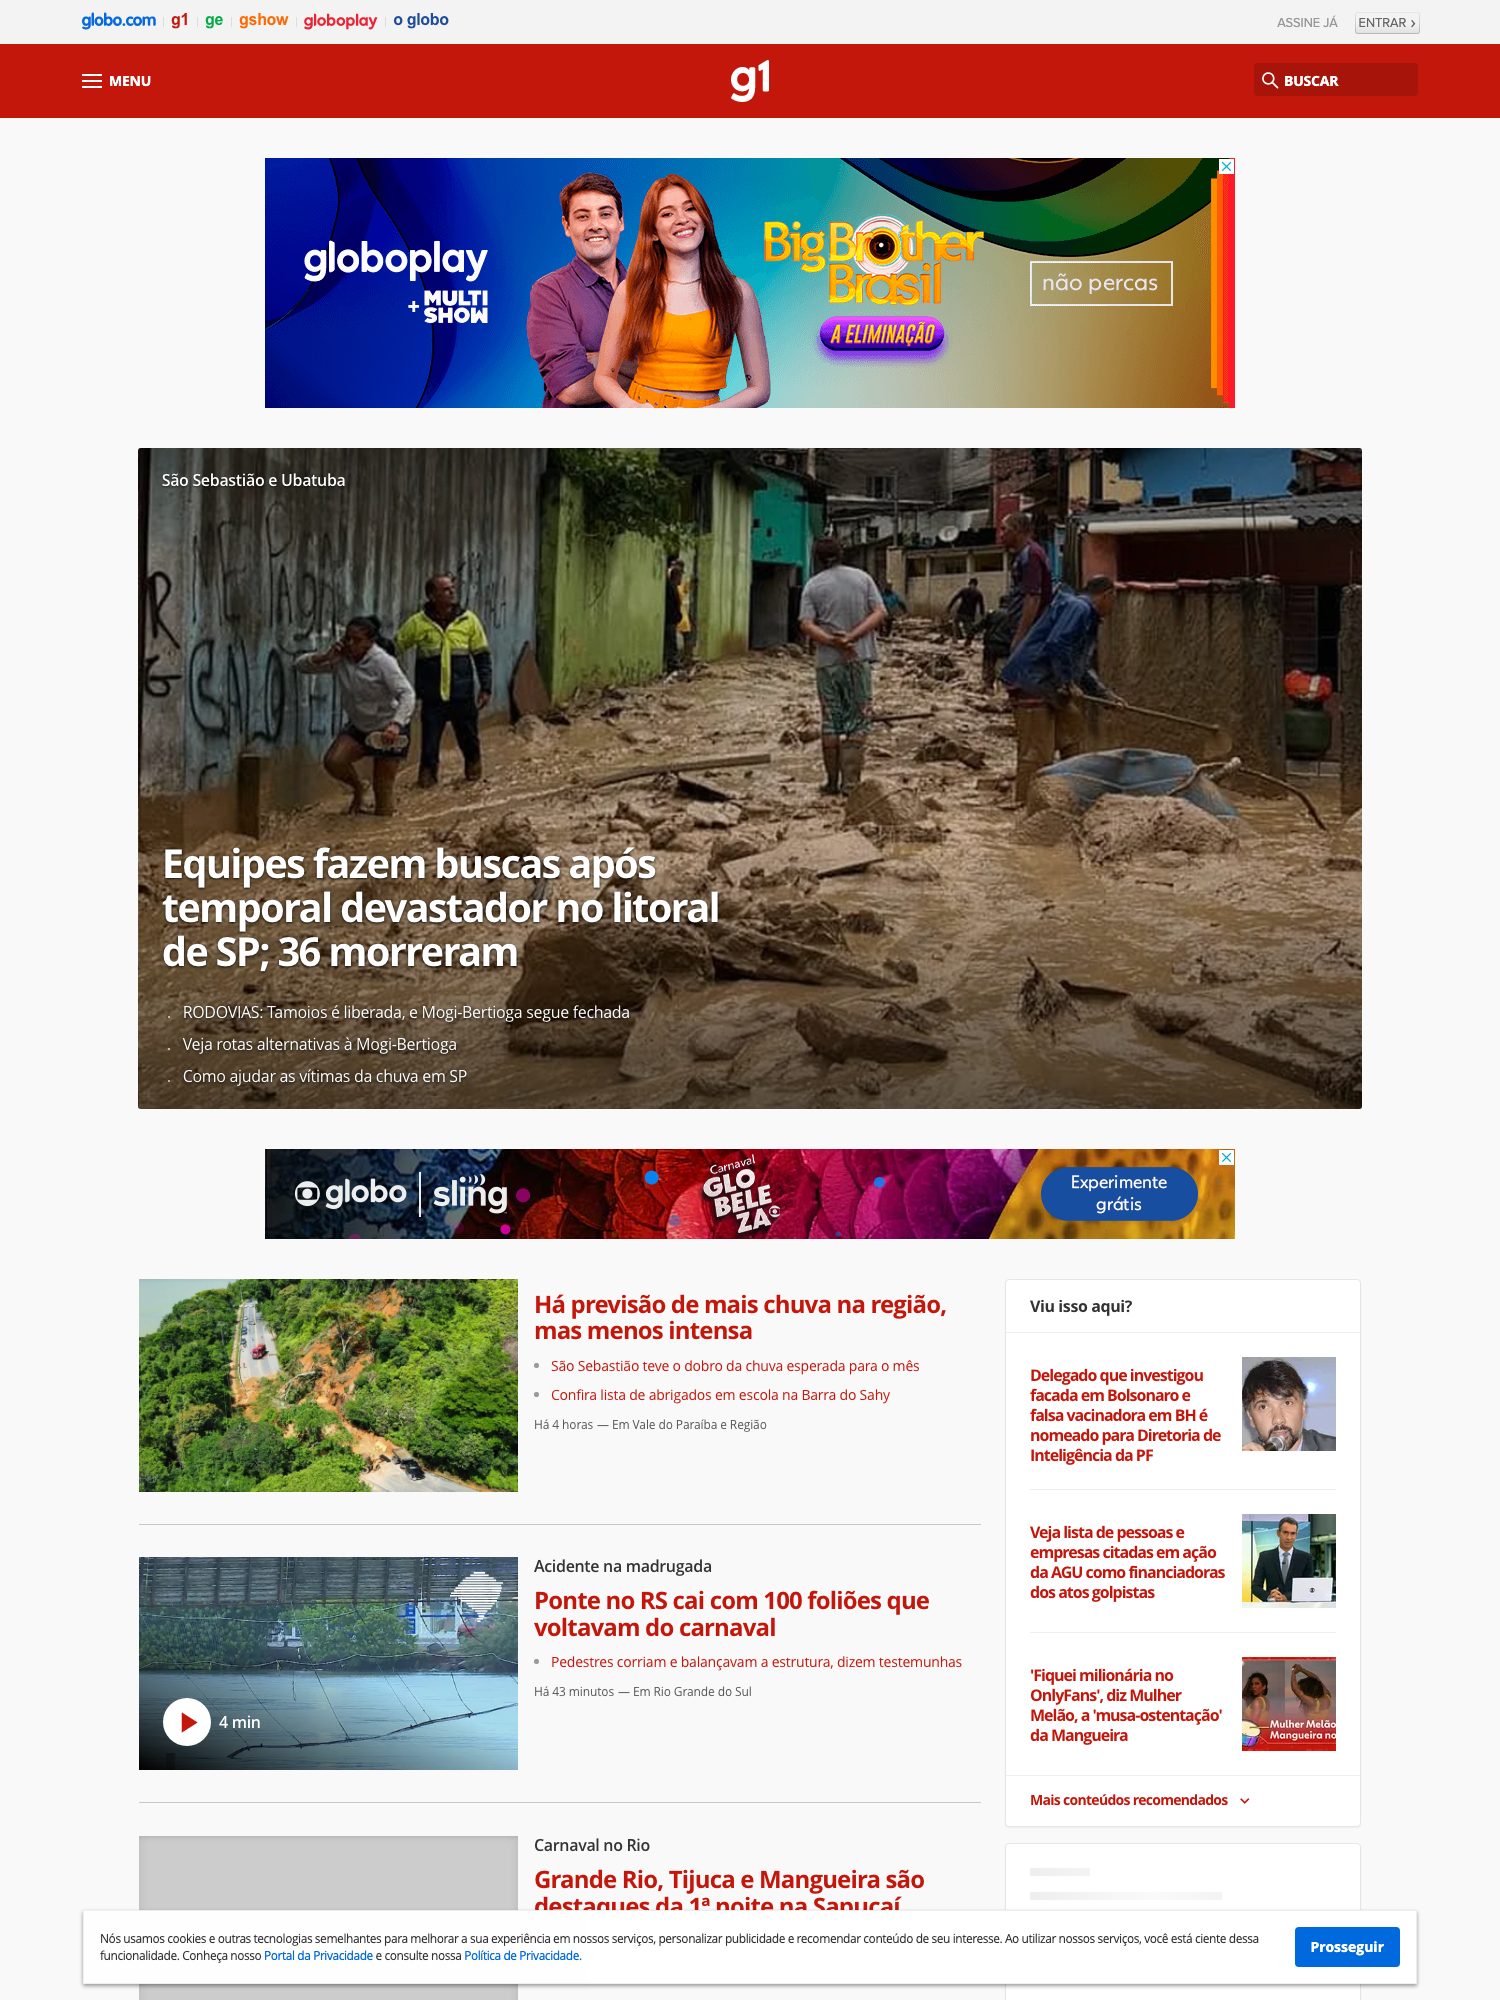 globo.com g1 ge gshow globoplay o globo
ASSINE JÁ ENTRAR ›
MENU
g1
BUSCAR
globoplay
+ MULTI
SHOW
Big Brother
Brasil
A ELIMINAÇÃO
não percas
São Sebastião e Ubatuba
Equipes fazem buscas após
temporal devastador no litoral
de SP; 36 morreram
. RODOVIAS: Tamoios é liberada, e Mogi-Bertioga segue fechada
. Veja rotas alternativas à Mogi-Bertioga
. Como ajudar as vítimas da chuva em SP
globo | sling
Carnaval
GLO
BELE
ZA
Experimente
grátis
Há previsão de mais chuva na região,
mas menos intensa
• São Sebastião teve o dobro da chuva esperada para o mês
• Confira lista de abrigados em escola na Barra do Sahy
Há 4 horas — Em Vale do Paraíba e Região
Acidente na madrugada
Ponte no RS cai com 100 foliões que
voltavam do carnaval
• Pedestres corriam e balançavam a estrutura, dizem testemunhas
Há 43 minutos — Em Rio Grande do Sul
4 min
Carnaval no Rio
Grande Rio, Tijuca e Mangueira são
destaques da 1ª noite na Sapucaí
Viu isso aqui?
Delegado que investigou
facada em Bolsonaro e
falsa vacinadora em BH é
nomeado para Diretoria de
Inteligência da PF
Veja lista de pessoas e
empresas citadas em ação
da AGU como financiadoras
dos atos golpistas
'Fiquei milionária no
OnlyFans', diz Mulher
Melão, a 'musa-ostentação'
da Mangueira
Mulher Melão
Mangueira no
Mais conteúdos recomendados
Nós usamos cookies e outras tecnologias semelhantes para melhorar a sua experiência em nossos serviços, personalizar publicidade e recomendar conteúdo de seu interesse. Ao utilizar nossos serviços, você está ciente dessa
funcionalidade. Conheça nosso Portal da Privacidade e consulte nossa Política de Privacidade.
Prosseguir